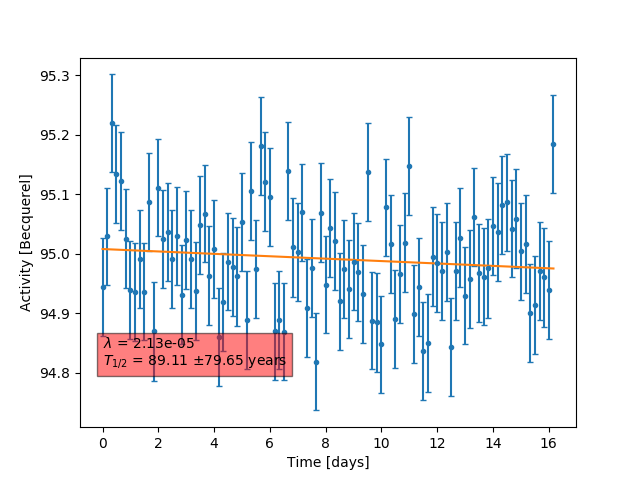 95.3
95.2
95.1
95.0
94.9
94.8
Activity [Becquerel]
λ = 2.13e-05
T₁/₂ = 89.11 ±79.65 years
0 2 4 6 8 10 12 14 16
Time [days]